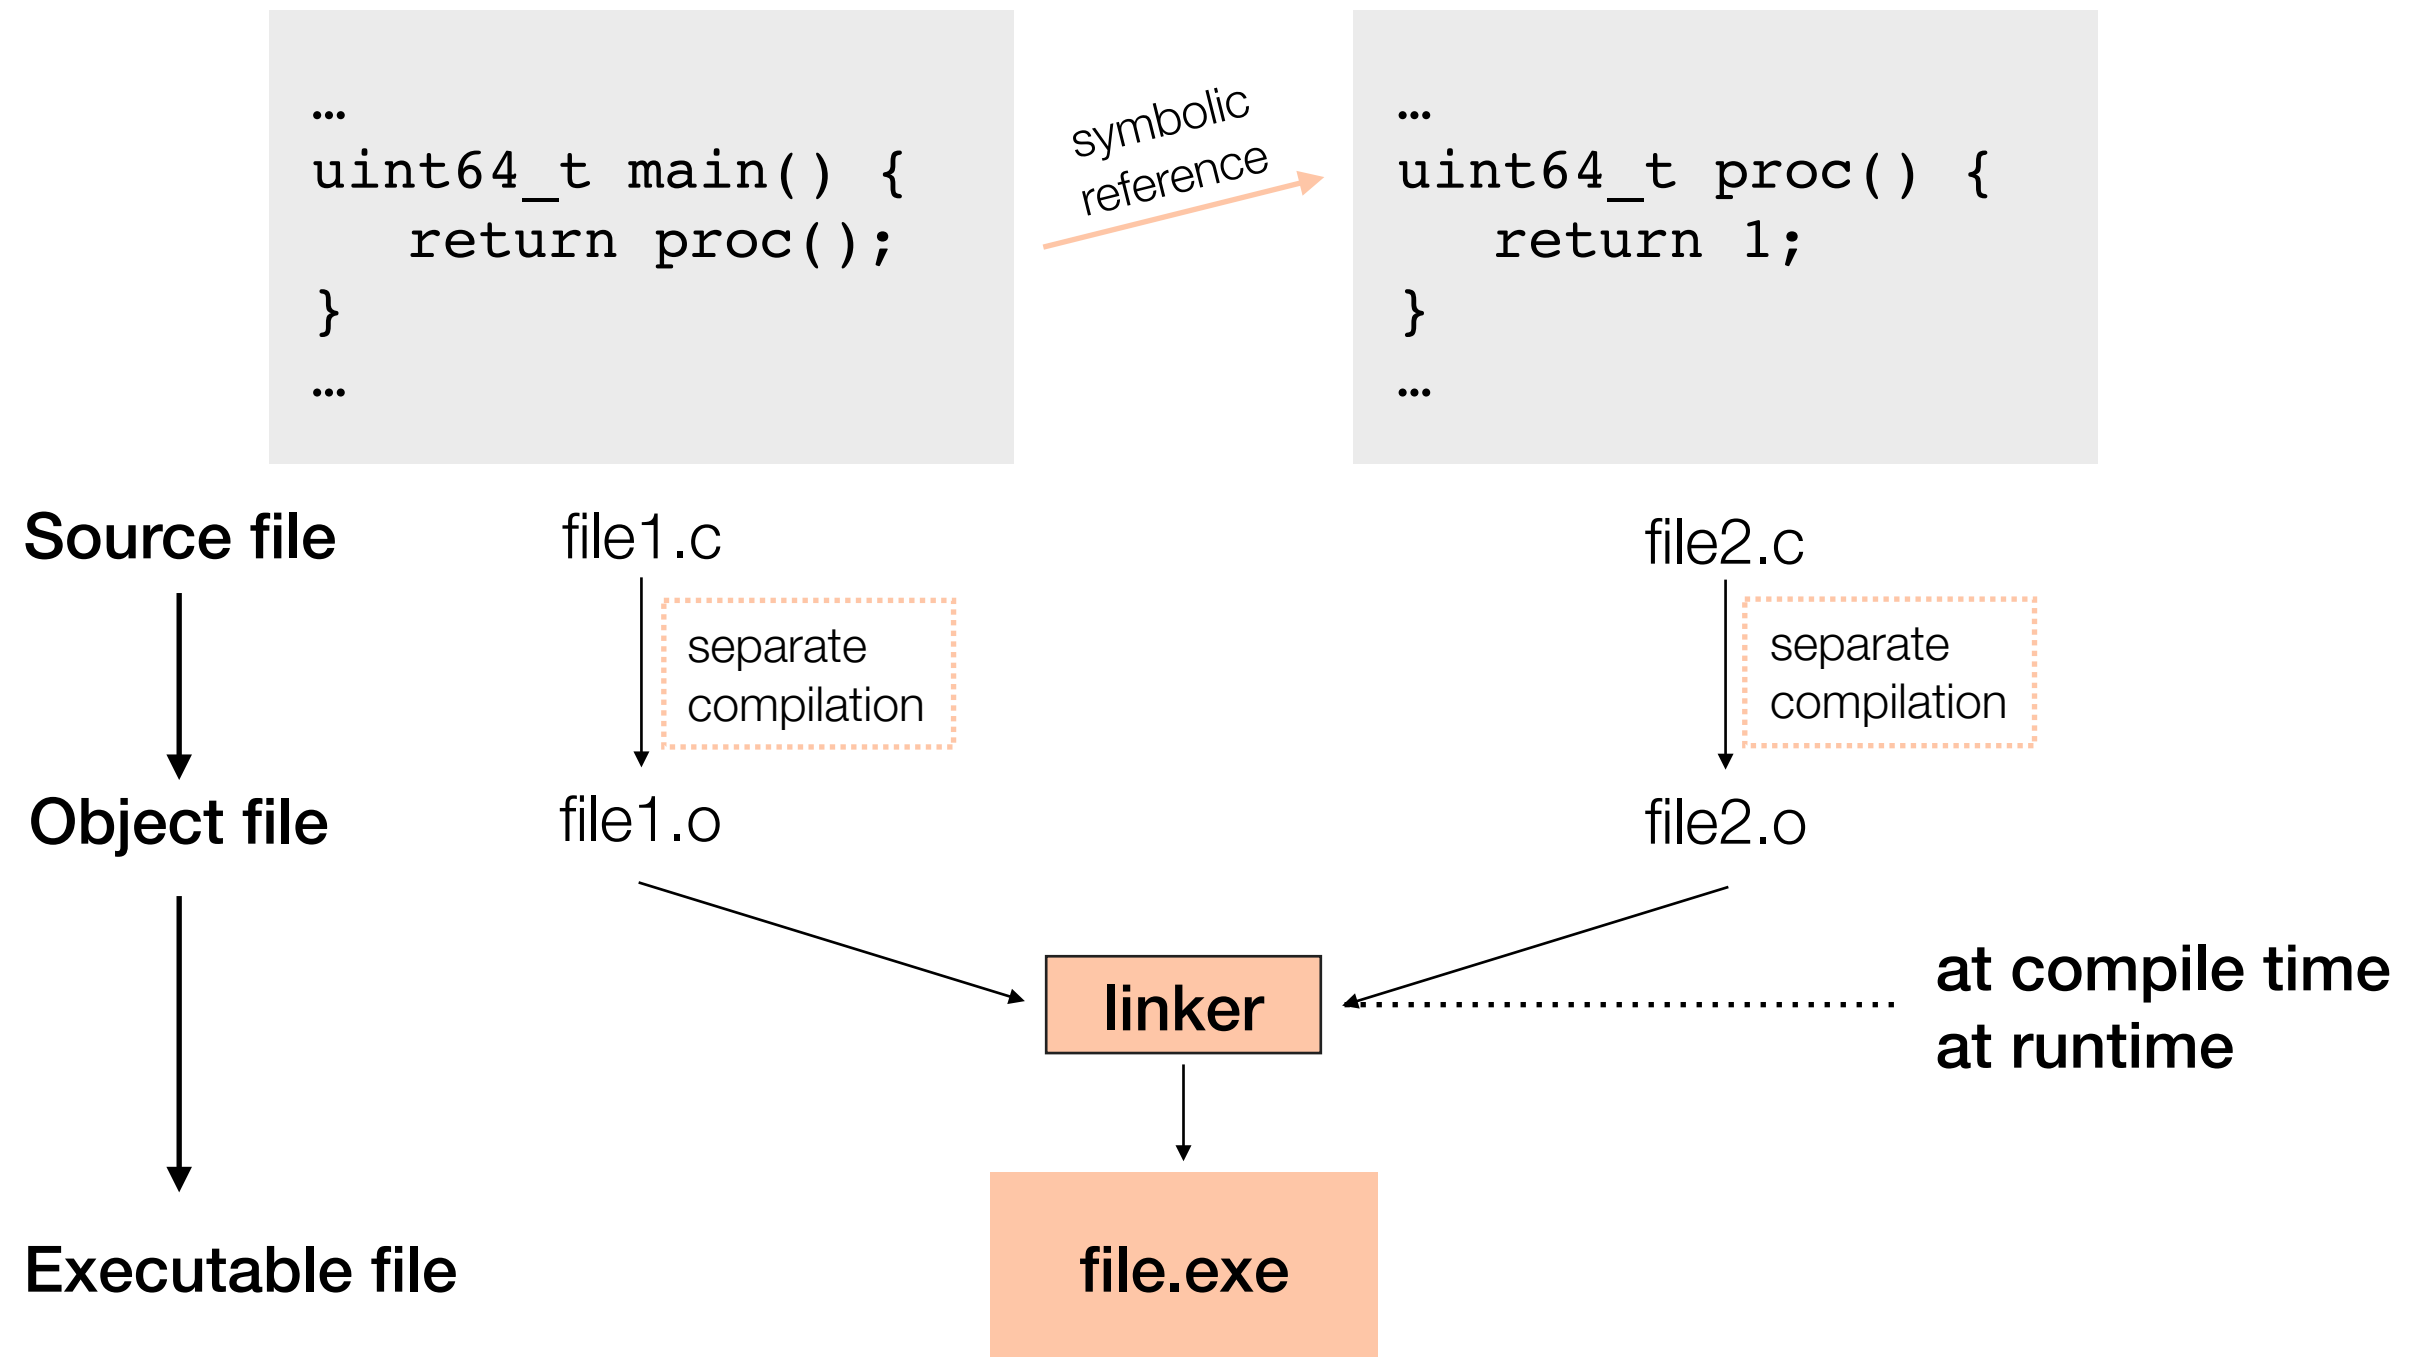 …
uint64_t main() {
return proc();
}
…
symbolic
reference
…
uint64_t proc() {
return 1;
}
…
Source file
file1.c
file2.c
separate
compilation
separate
compilation
Object file
file1.o
file2.o
linker
at compile time
at runtime
Executable file
file.exe